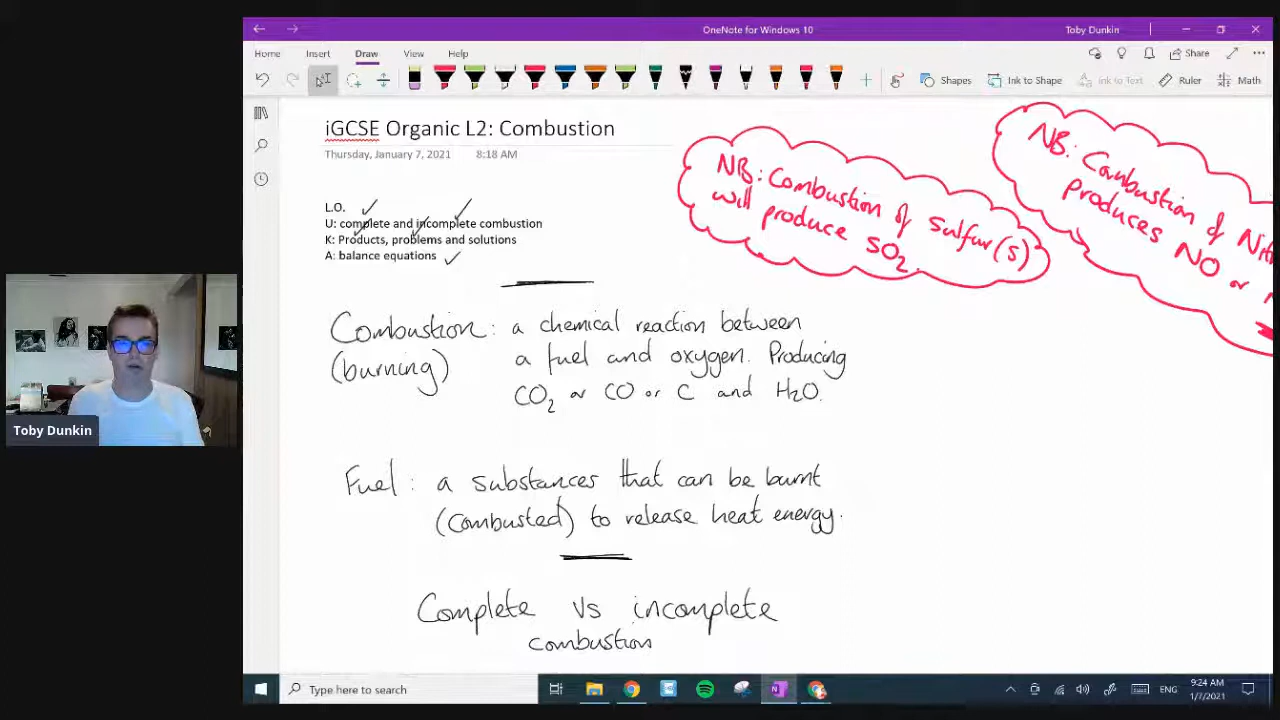 OneNote for Windows 10
Toby Dunkin
Home
Insert
Draw
View
Help
Share
Shapes
Ink to Shape
Ink to Text
Ruler
Math
iGCSE Organic L2: Combustion
Thursday, January 7, 2021 8:18 AM
L.O.
U: complete and incomplete combustion
K: Products, problems and solutions
A: balance equations
NB: Combustion of sulfur(s)
will produce SO2.
NB: Combustion of
produces NO or
Combustion: a chemical reaction between
(burning) a fuel and oxygen. Producing
CO2 or CO or C and H2O.
Fuel: a substances that can be burnt
(Combusted) to release heat energy.
Complete vs incomplete
combustion
Toby Dunkin
Type here to search
ENG
9:24 AM
1/7/2021